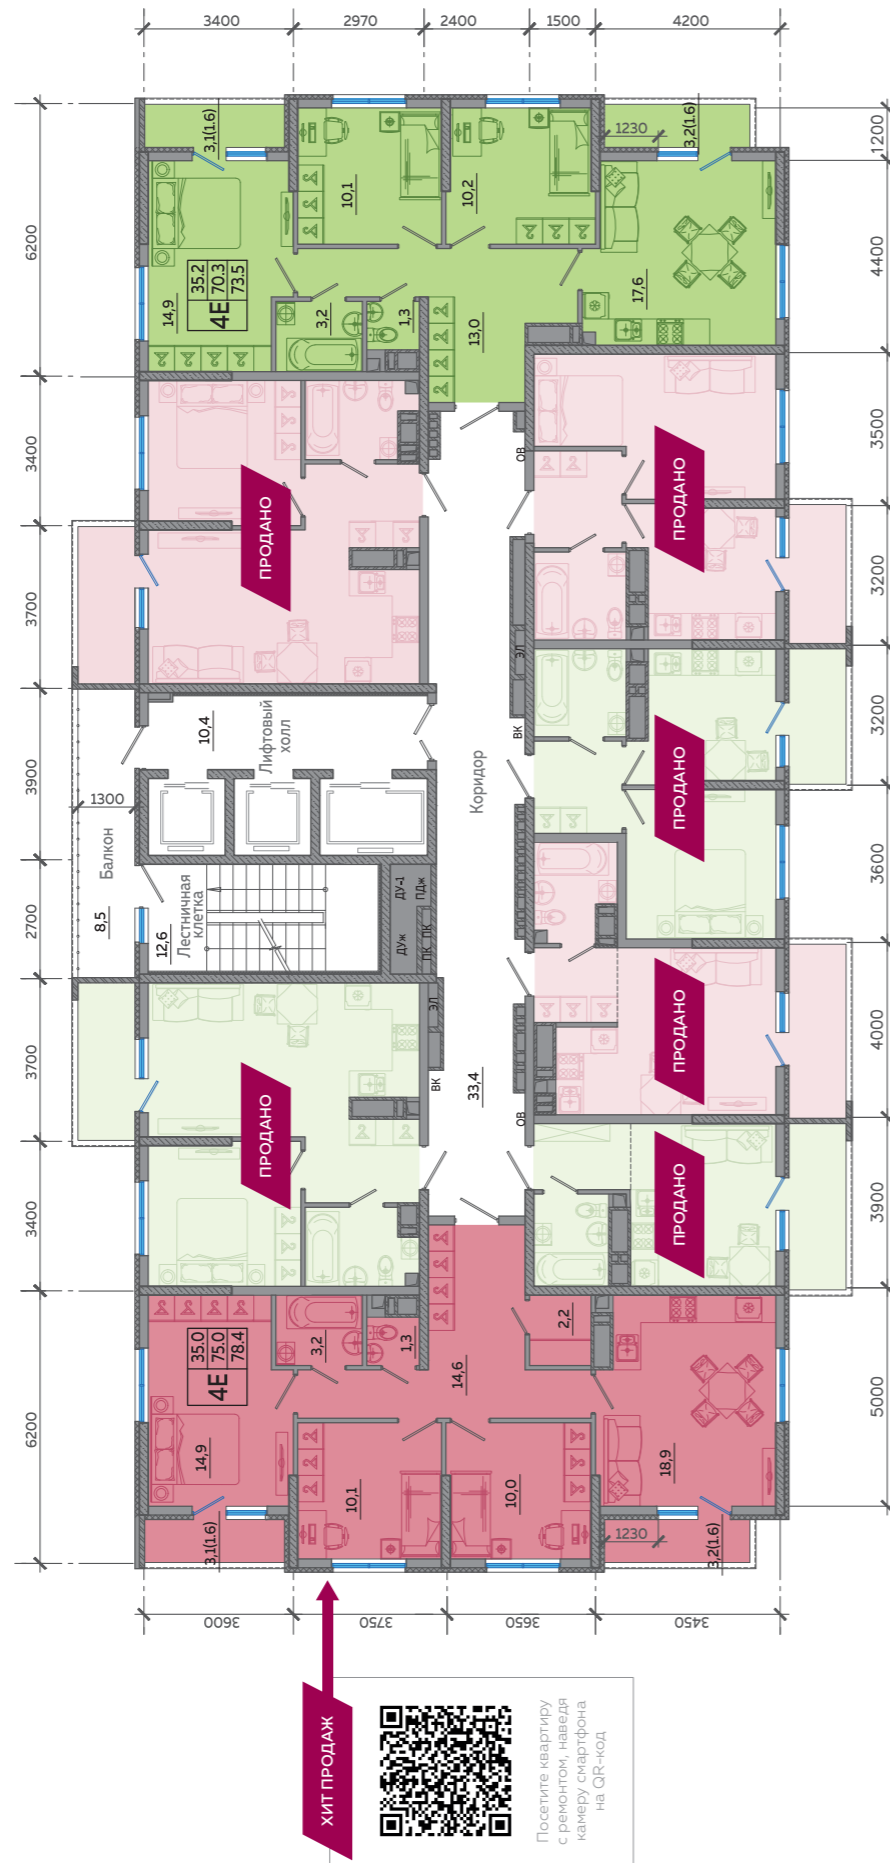 3400
2970
2400
1500
4200
6200
3400
3700
3900
2700
3700
3400
6200
1200
4400
3500
3200
3200
3600
4000
3900
5000
3,1(1.6)
10,1
10,2
1230
3,2(1.6)
14,9
4Е
35.2
70.3
73.5
3,2
1,3
13,0
17,6
ПРОДАНО
ОВ
ПРОДАНО
ЭЛ
ВК
10,4
Лифтовый
холл
Коридор
1300
Балкон
8,5
Лестничная
клетка
12,6
ДУ-1
ПДж
ДУж
ПК
ПК
ПРОДАНО
ЭЛ
ВК
33,4
ОВ
ПРОДАНО
ПРОДАНО
ПРОДАНО
4Е
35.0
75.0
78.4
14,9
3,2
1,3
14,6
2,2
18,9
10,1
10,0
3,1(1.6)
1230
3,2(1.6)
3600
3750
3650
3450
ХИТ ПРОДАЖ
Посетите квартиру
с ремонтом, наведя
камеру смартфона
на QR-код